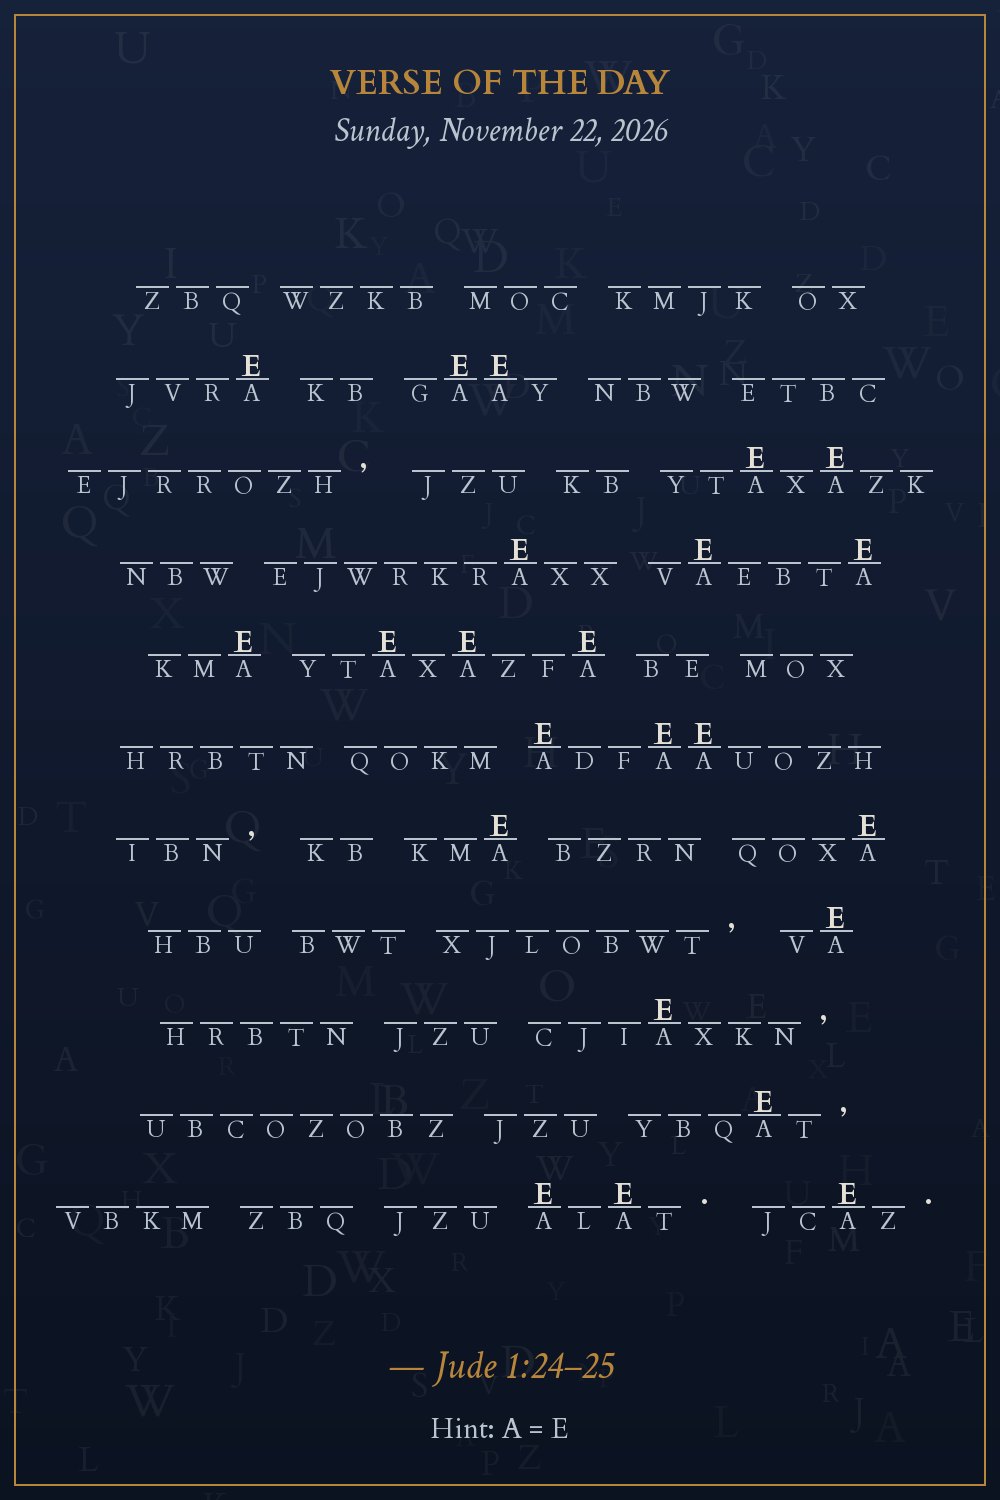 VERSE OF THE DAY
Sunday, November 22, 2026
ZBQ WZKB MOC KMJK OX
E
JVRA KB GAAY NBW ETBC
E E E
EJRROZH, JZU KB YTAXAZK
E E
NBW EJWRKRAXX VAEBTA
E E E
KMA YTAXAZFA BE MOX
E E E E
HRBTN QOKM ADFAAUOZH
E E E
IBN, KB KMA BZRN QOXA
E E
HBU BWT XJLOBWT, VA
E
HRBTN JZU CJIAXKN,
E
UBCOZOBZ JZU YBQAT,
E
VBKM ZBQ JZU ALAT. JCAZ.
E E E
— Jude 1:24–25
Hint: A = E